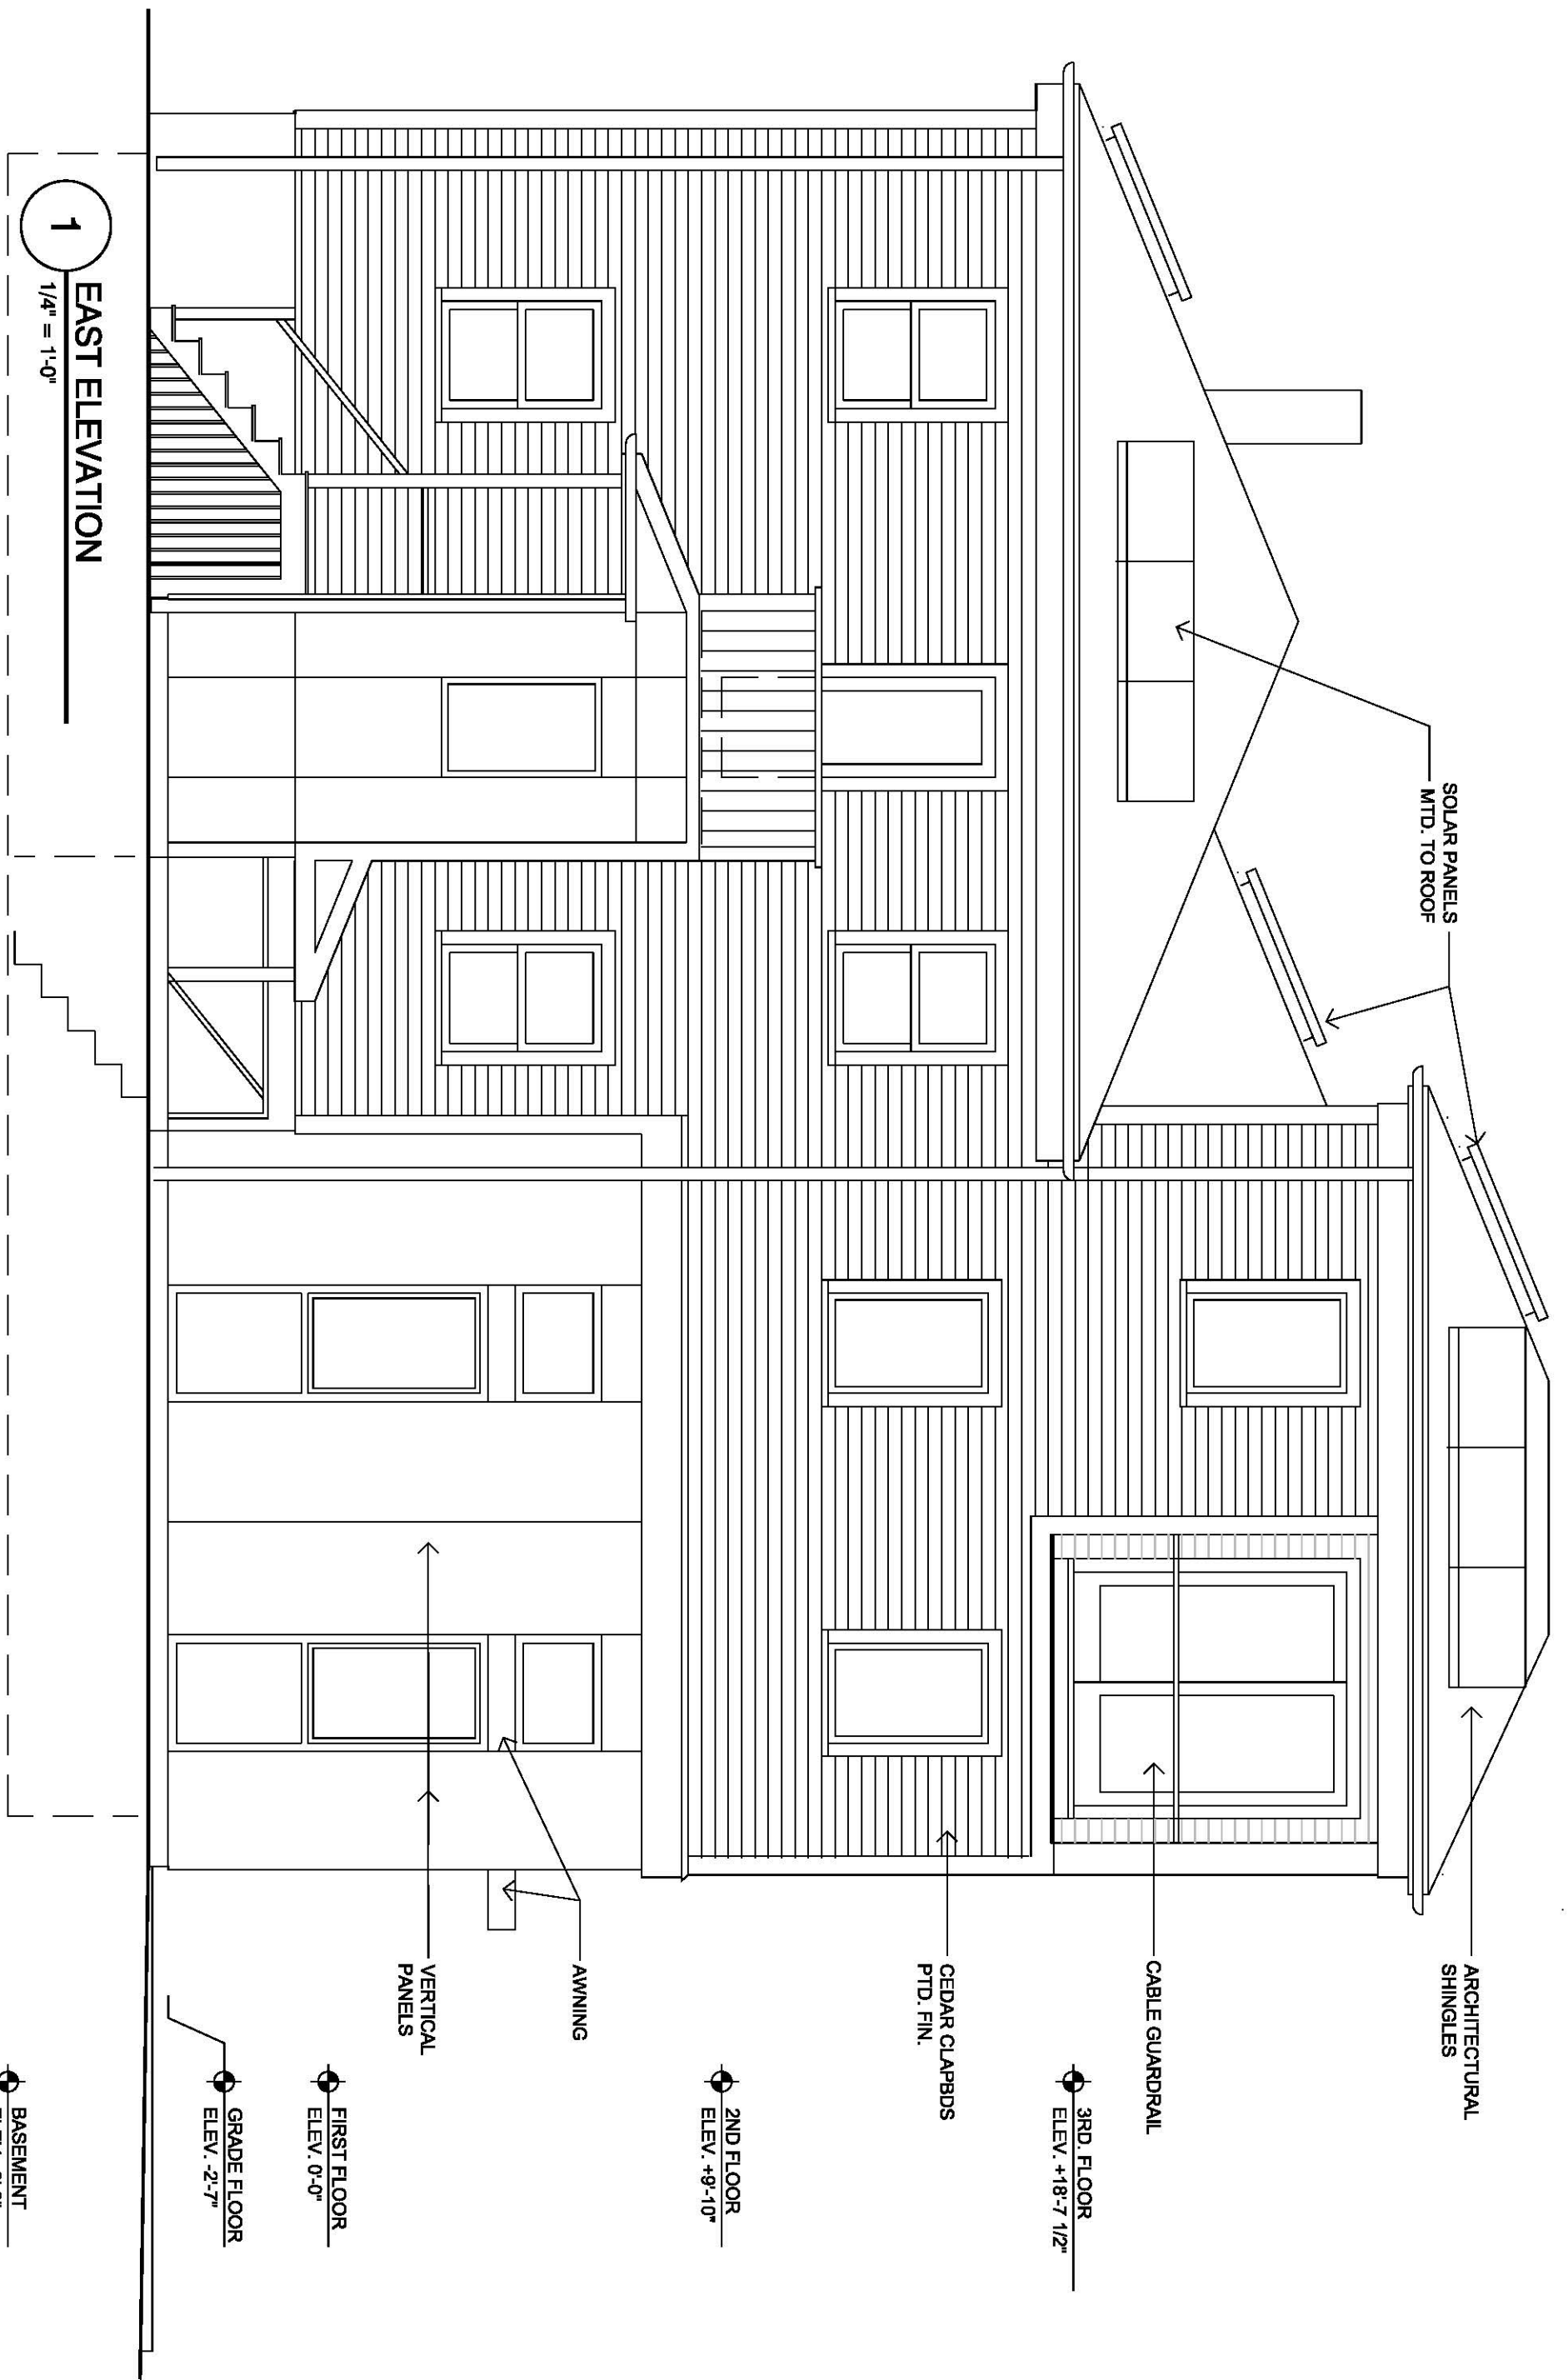 SOLAR PANELS
MTD. TO ROOF
ARCHITECTURAL
SHINGLES
CABLE GUARDRAIL
3RD. FLOOR
ELEV. +18'-7 1/2"
CEDAR CLAPBDS
PTD. FIN.
2ND FLOOR
ELEV. +9'-10"
AWNING
VERTICAL
PANELS
FIRST FLOOR
ELEV. 0'-0"
GRADE FLOOR
ELEV. -2'-7"
BASEMENT
1
EAST ELEVATION
1/4" = 1'-0"